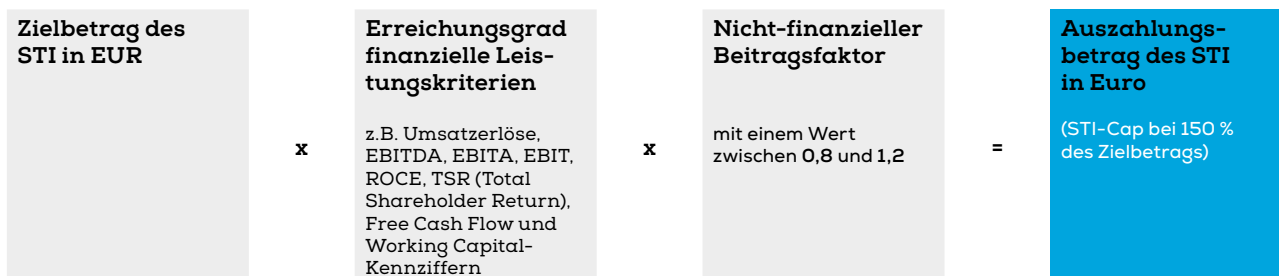 Zielbetrag des
STI in EUR
x
Erreichungsgrad
finanzielle Leis-
tungskriterien
z.B. Umsatzerlöse,
EBITDA, EBITA, EBIT,
ROCE, TSR (Total
Shareholder Return),
Free Cash Flow und
Working Capital-
Kennziffern
x
Nicht-finanzieller
Beitragsfaktor
mit einem Wert
zwischen 0,8 und 1,2
=
Auszahlungs-
betrag des STI
in Euro
(STI-Cap bei 150 %
des Zielbetrags)